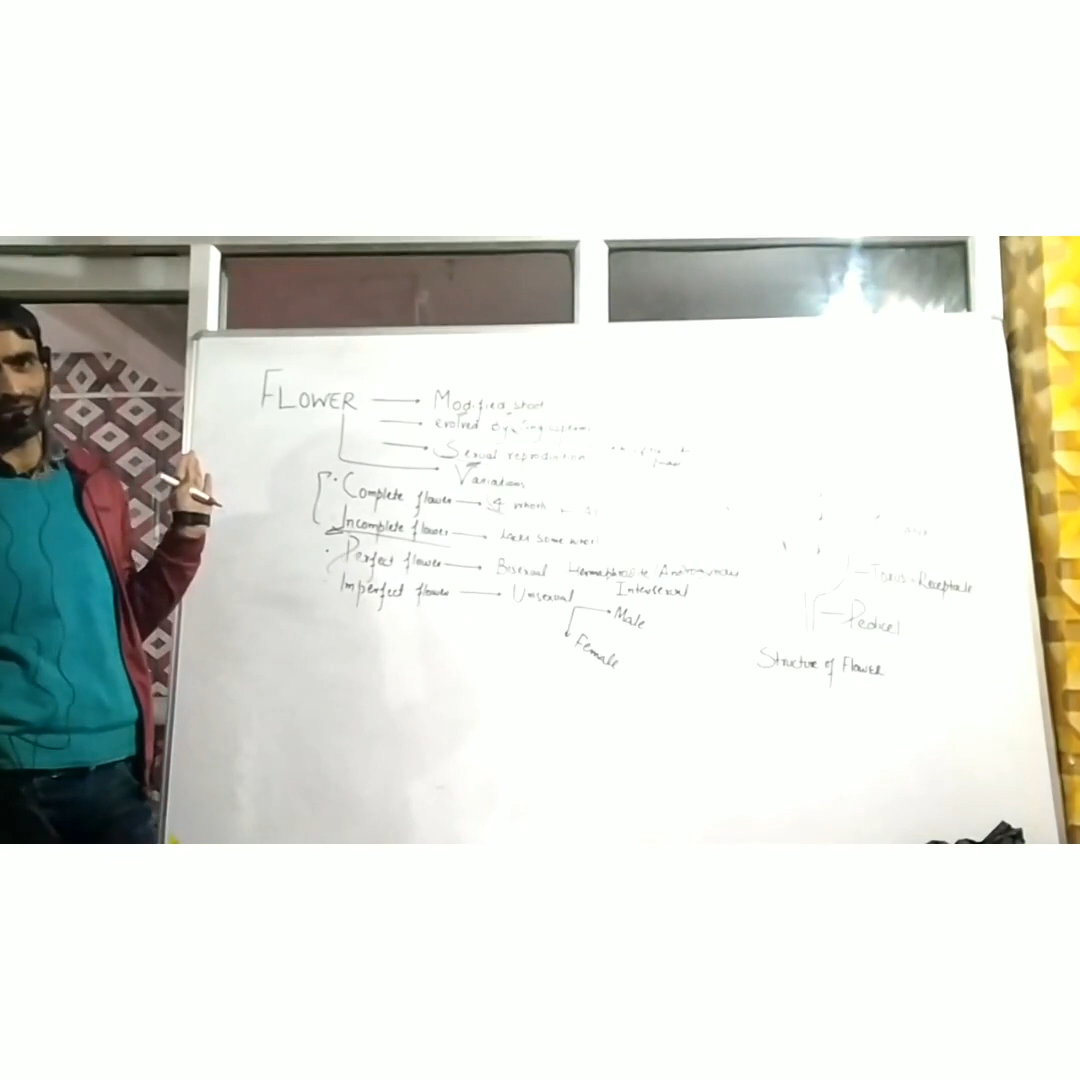 FLOWER → Modified shoot
→ evolved by
→ Sexual reproduction
→ Variations
• Complete flower → 4 whorls
Incomplete flower → Lacks some whorl
• Perfect flower → Bisexual Hermaphrodite
Intersexual
Imperfect flower → Unisexual
→ Male
Female
Torus - Receptacle
Pedicel
Structure of FLOWER